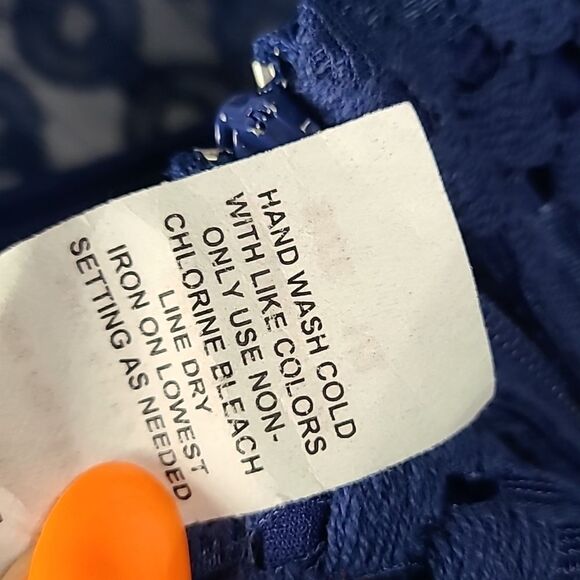 HAND WASH COLD
WITH LIKE COLORS
ONLY USE NON-
CHLORINE BLEACH
LINE DRY
IRON ON LOWEST
SETTING AS NEEDED